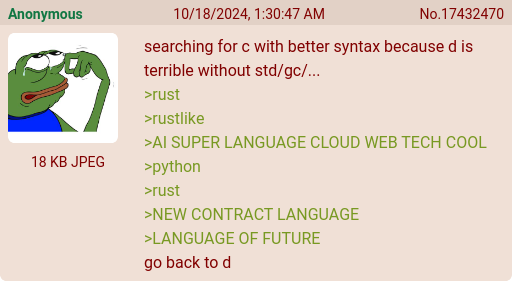 Anonymous 10/18/2024, 1:30:47 AM No.17432470
searching for c with better syntax because d is
terrible without std/gc/...
>rust
>rustlike
>AI SUPER LANGUAGE CLOUD WEB TECH COOL
>python
>rust
>NEW CONTRACT LANGUAGE
>LANGUAGE OF FUTURE
go back to d
18 KB JPEG